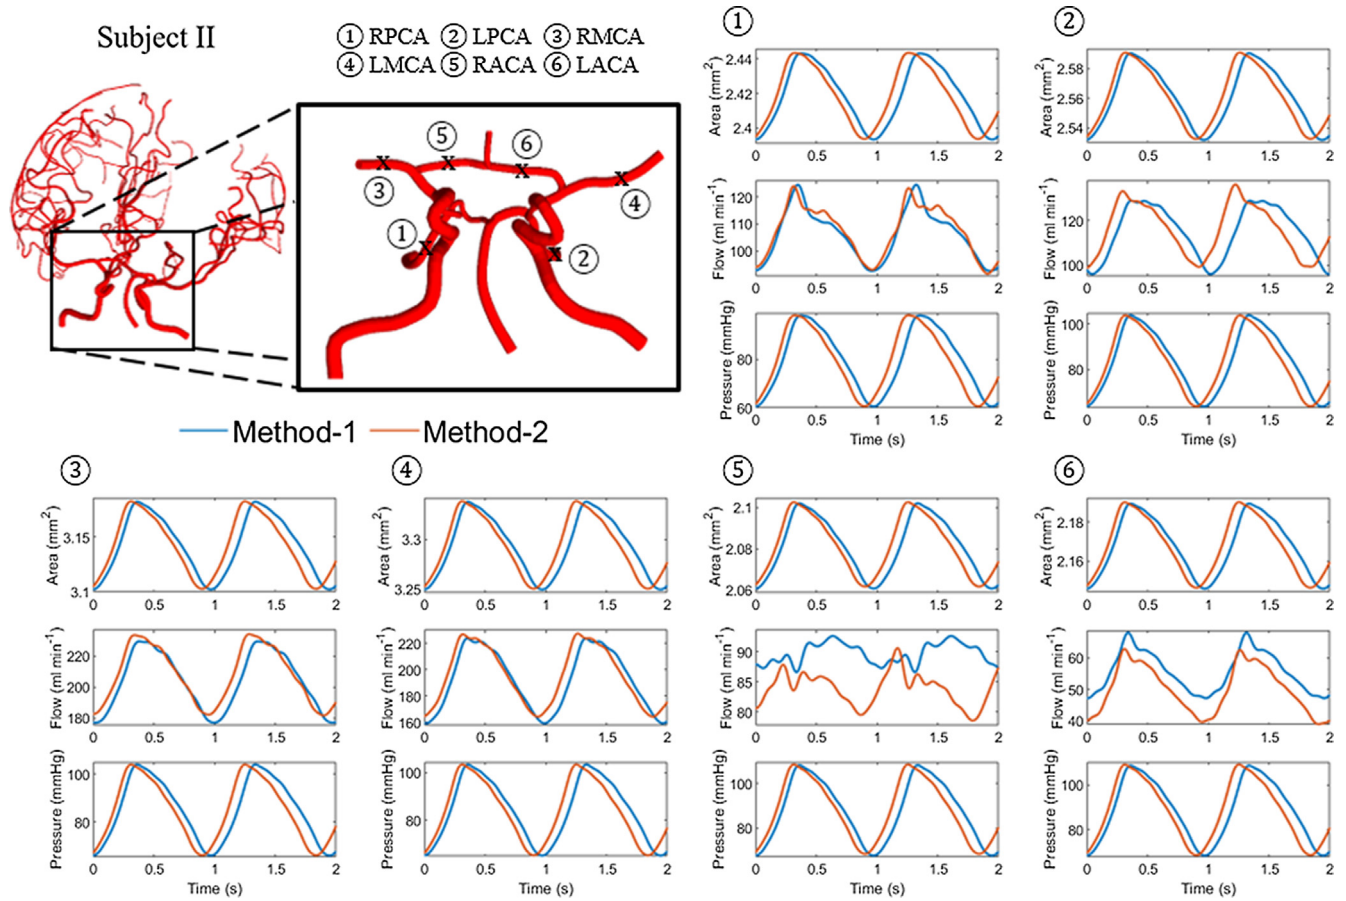 Subject II
① RPCA ② LPCA ③ RMCA
④ LMCA ⑤ RACA ⑥ LACA
⑤ ⑥
x x x x
③ ④
① x x ②
Method-1 Method-2
①
Area (mm²)
2.44
2.42
2.4
0 0.5 1 1.5 2
Flow (ml min⁻¹)
120
110
100
0 0.5 1 1.5 2
Pressure (mmHg)
80
60
0 0.5 1 1.5 2
Time (s)
②
Area (mm²)
2.58
2.56
2.54
0 0.5 1 1.5 2
Flow (ml min⁻¹)
120
100
0 0.5 1 1.5 2
Pressure (mmHg)
100
80
0 0.5 1 1.5 2
Time (s)
③
Area (mm²)
3.15
3.1
0 0.5 1 1.5 2
Flow (ml min⁻¹)
220
200
180
0 0.5 1 1.5 2
Pressure (mmHg)
100
80
0 0.5 1 1.5 2
Time (s)
④
Area (mm²)
3.3
3.25
0 0.5 1 1.5 2
Flow (ml min⁻¹)
220
200
180
160
0 0.5 1 1.5 2
Pressure (mmHg)
100
80
0 0.5 1 1.5 2
Time (s)
⑤
Area (mm²)
2.1
2.08
2.06
0 0.5 1 1.5 2
Flow (ml min⁻¹)
90
85
80
0 0.5 1 1.5 2
Pressure (mmHg)
100
80
0 0.5 1 1.5 2
Time (s)
⑥
Area (mm²)
2.18
2.16
0 0.5 1 1.5 2
Flow (ml min⁻¹)
60
50
40
0 0.5 1 1.5 2
Pressure (mmHg)
100
80
0 0.5 1 1.5 2
Time (s)